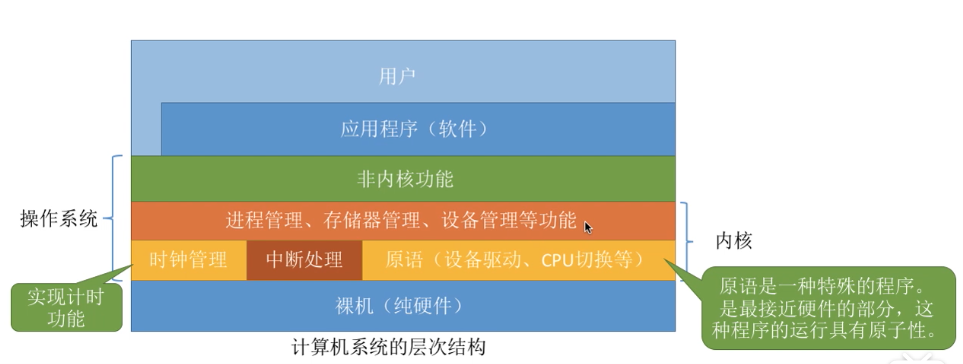 用户
应用程序（软件）
非内核功能
操作系统
进程管理、存储器管理、设备管理等功能
内核
时钟管理
中断处理
原语（设备驱动、CPU切换等）
实现计时
功能
裸机（纯硬件）
原语是一种特殊的程序。
是最接近硬件的部分，这
种程序的运行具有原子性。
计算机系统的层次结构